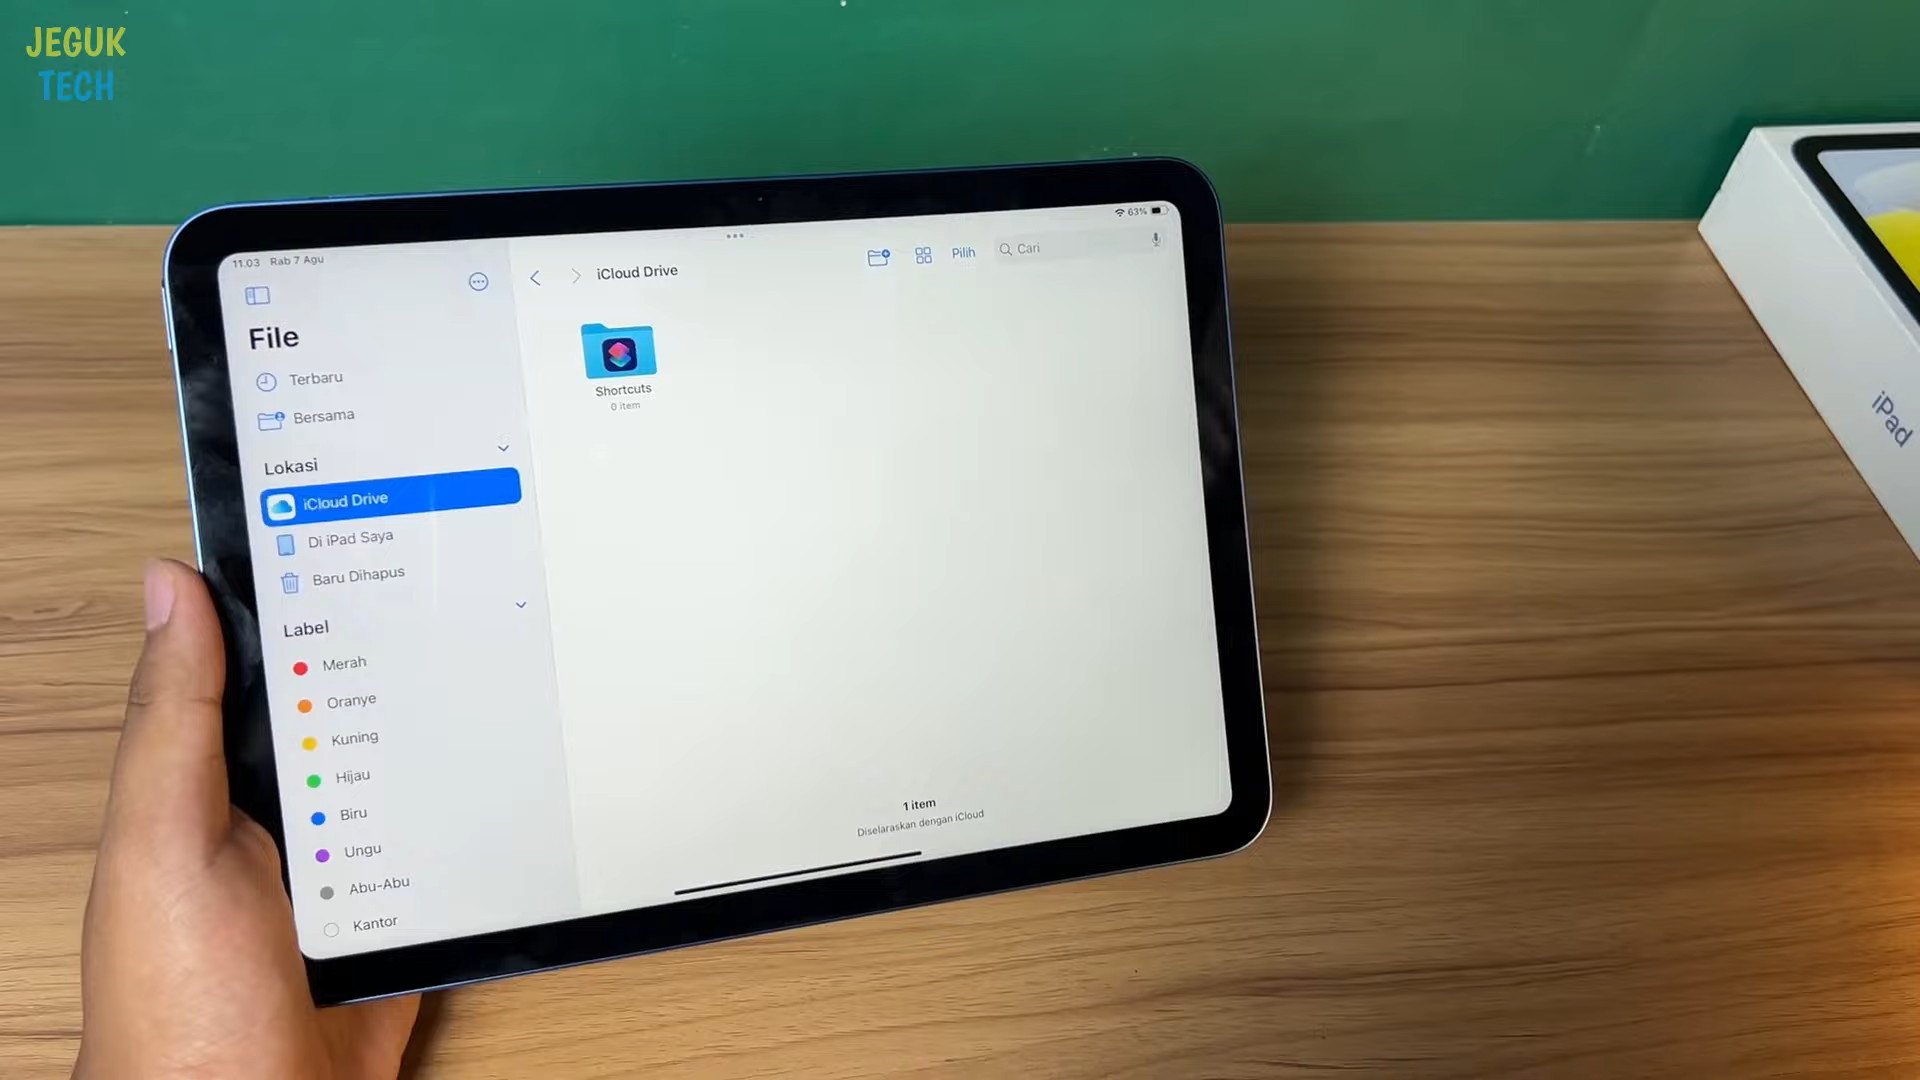 JEGUK
TECH
11.03 Rab 7 Agu
63%
File
Terbaru
Bersama
Lokasi
iCloud Drive
Di iPad Saya
Baru Dihapus
Label
Merah
Oranye
Kuning
Hijau
Biru
Ungu
Abu-Abu
Kantor
iCloud Drive
Pilih
Cari
Shortcuts
0 item
1 item
Diselaraskan dengan iCloud
iPad